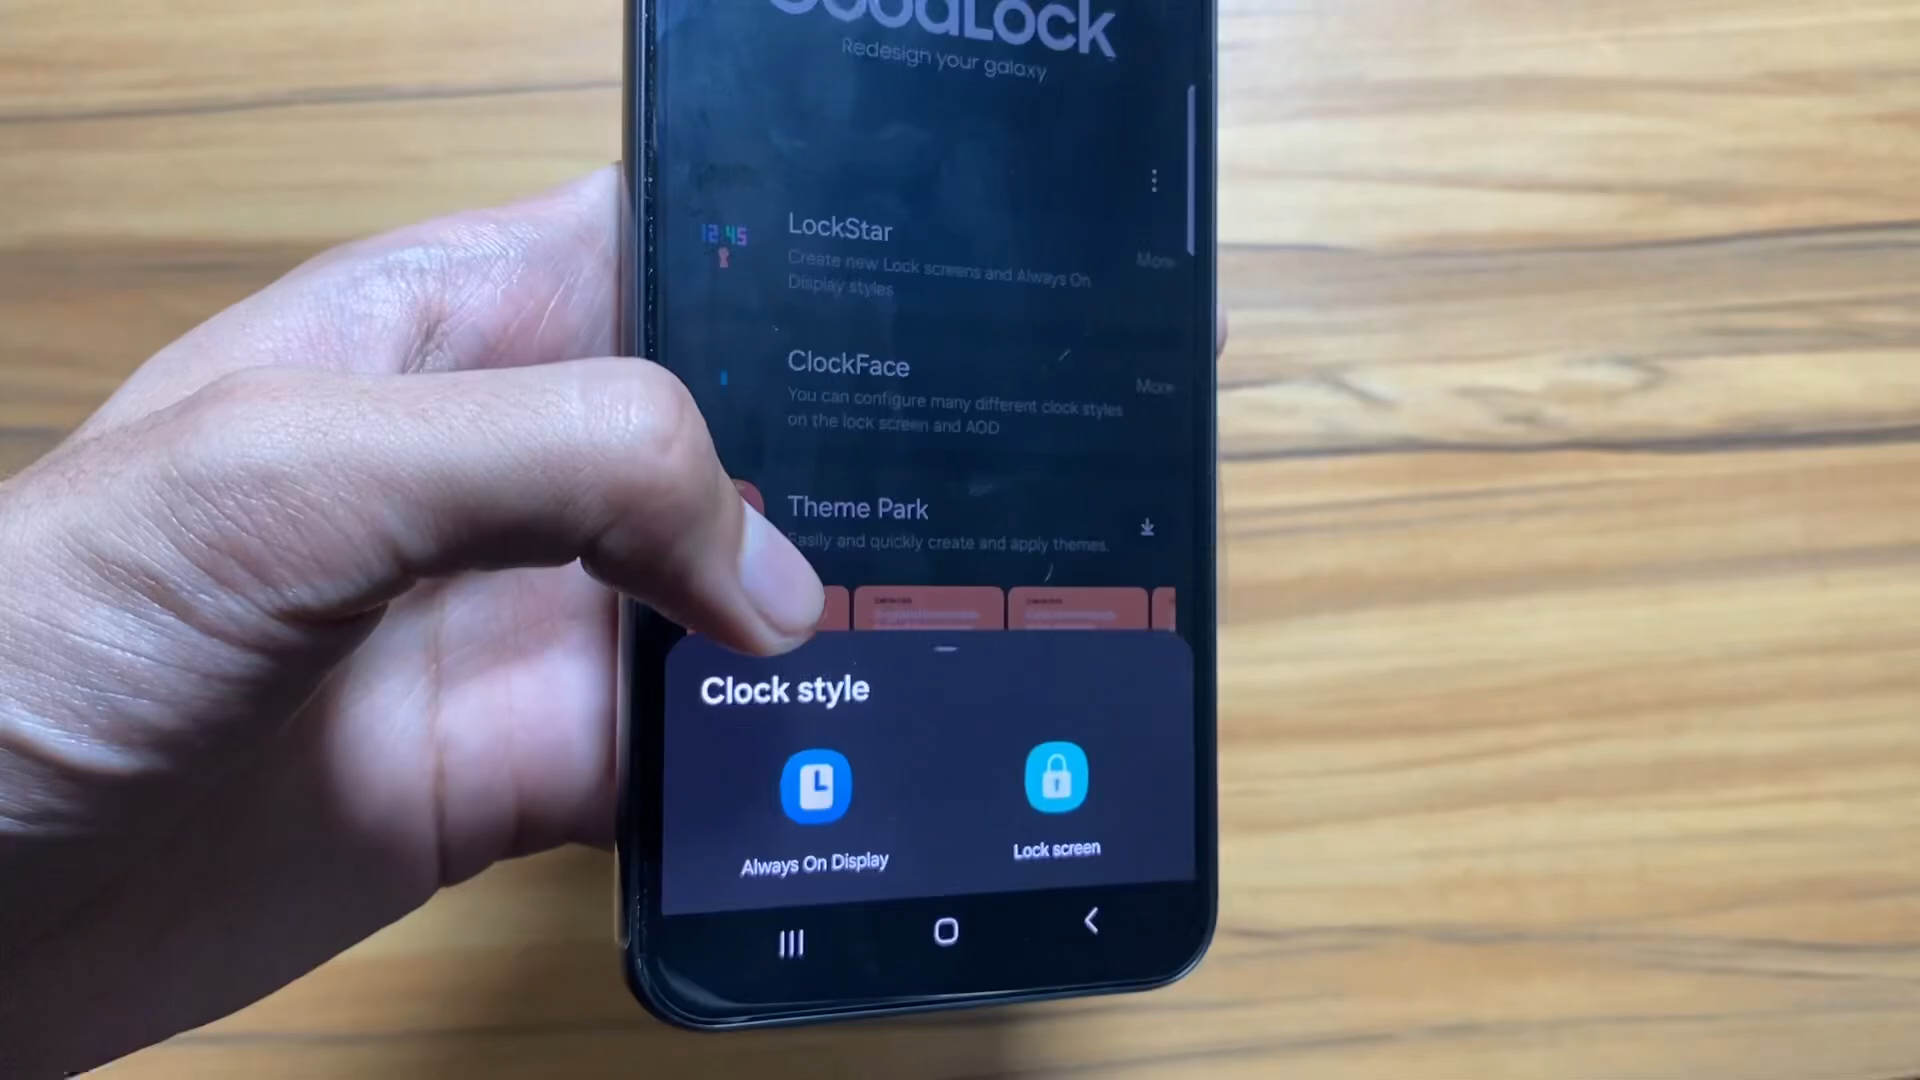 GoodLock
Redesign your galaxy
12:45
LockStar
Create new Lock screens and Always On
Display styles
More
ClockFace
You can configure many different clock styles
on the lock screen and AOD
More
Theme Park
Easily and quickly create and apply themes.
Clock style
Always On Display
Lock screen